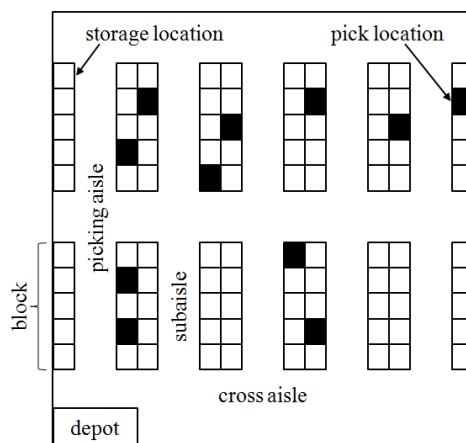 storage location
pick location
picking aisle
block
subaisle
cross aisle
depot